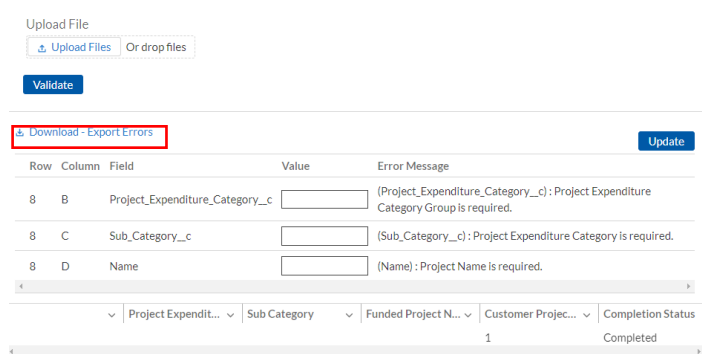 Upload File
Upload Files Or drop files
Validate
Download - Export Errors
Update
Row Column Field Value Error Message
8 B Project_Expenditure_Category__c (Project_Expenditure_Category__c) : Project Expenditure
Category Group is required.
8 C Sub_Category__c (Sub_Category__c) : Project Expenditure Category is required.
8 D Name (Name) : Project Name is required.
Project Expendit... Sub Category Funded Project N... Customer Projec... Completion Status
1 Completed